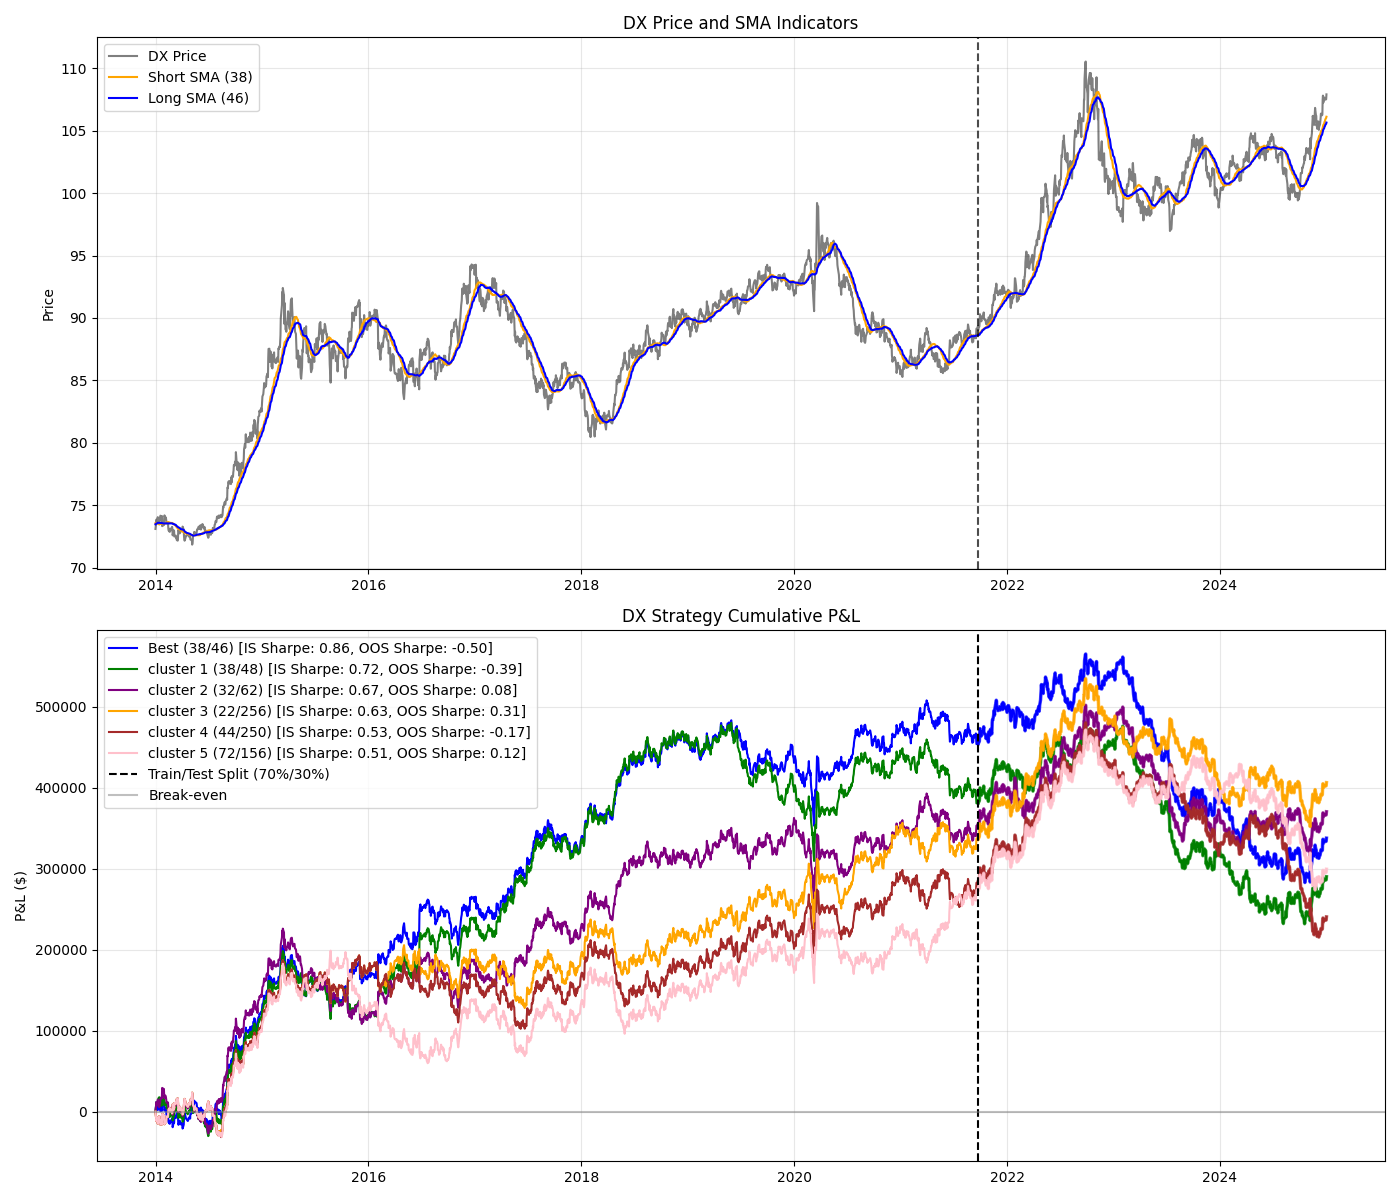 DX Price and SMA Indicators
DX Price
Short SMA (38)
Long SMA (46)
Price
110
105
100
95
90
85
80
75
70
2014
2016
2018
2020
2022
2024
DX Strategy Cumulative P&L
Best (38/46) [IS Sharpe: 0.86, OOS Sharpe: -0.50]
cluster 1 (38/48) [IS Sharpe: 0.72, OOS Sharpe: -0.39]
cluster 2 (32/62) [IS Sharpe: 0.67, OOS Sharpe: 0.08]
cluster 3 (22/256) [IS Sharpe: 0.63, OOS Sharpe: 0.31]
cluster 4 (44/250) [IS Sharpe: 0.53, OOS Sharpe: -0.17]
cluster 5 (72/156) [IS Sharpe: 0.51, OOS Sharpe: 0.12]
Train/Test Split (70%/30%)
Break-even
P&L ($)
500000
400000
300000
200000
100000
0
2014
2016
2018
2020
2022
2024